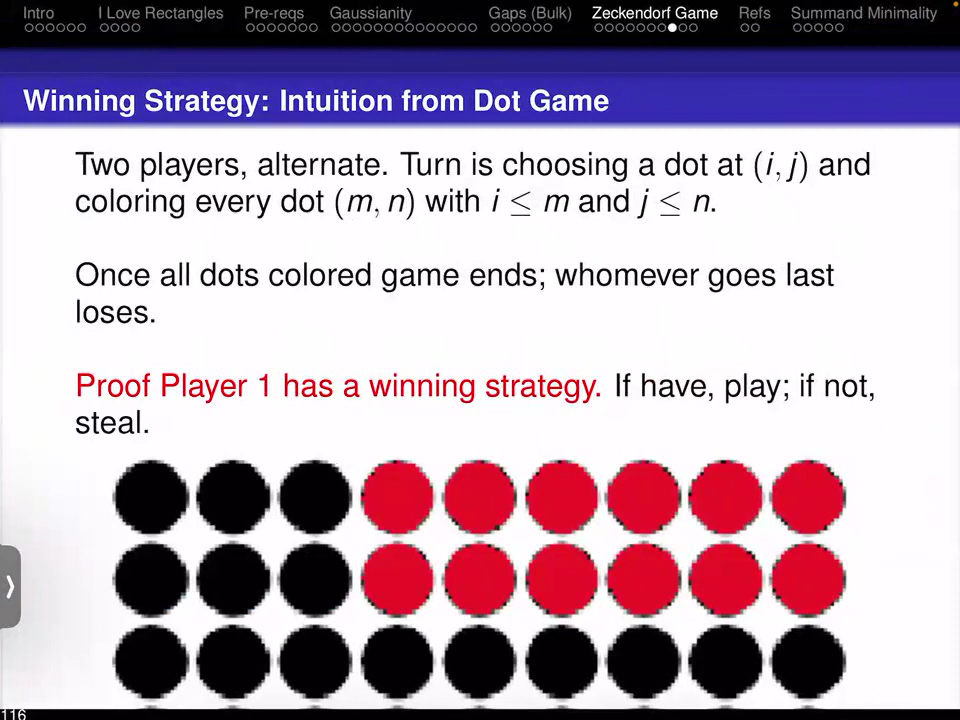 Intro I Love Rectangles Pre-reqs Gaussianity Gaps (Bulk) Zeckendorf Game Refs Summand Minimality
Winning Strategy: Intuition from Dot Game
Two players, alternate. Turn is choosing a dot at (i, j) and
coloring every dot (m, n) with i ≤ m and j ≤ n.
Once all dots colored game ends; whomever goes last
loses.
Proof Player 1 has a winning strategy. If have, play; if not,
steal.
116